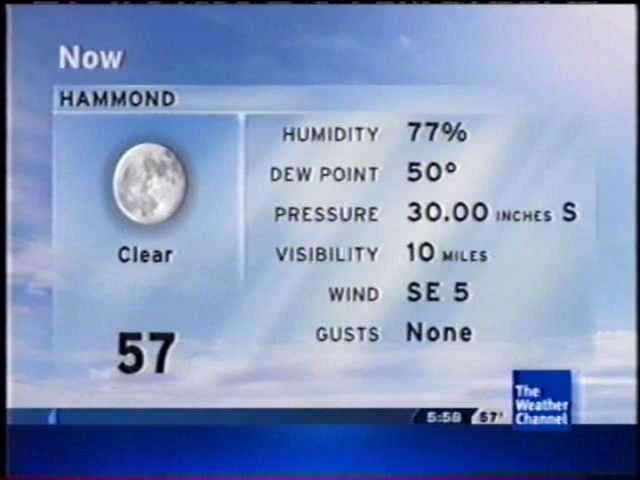 Now
HAMMOND
Clear
57
HUMIDITY 77%
DEW POINT 50°
PRESSURE 30.00 INCHES S
VISIBILITY 10 MILES
WIND SE 5
GUSTS None
5:58 57°
The
Weather
Channel